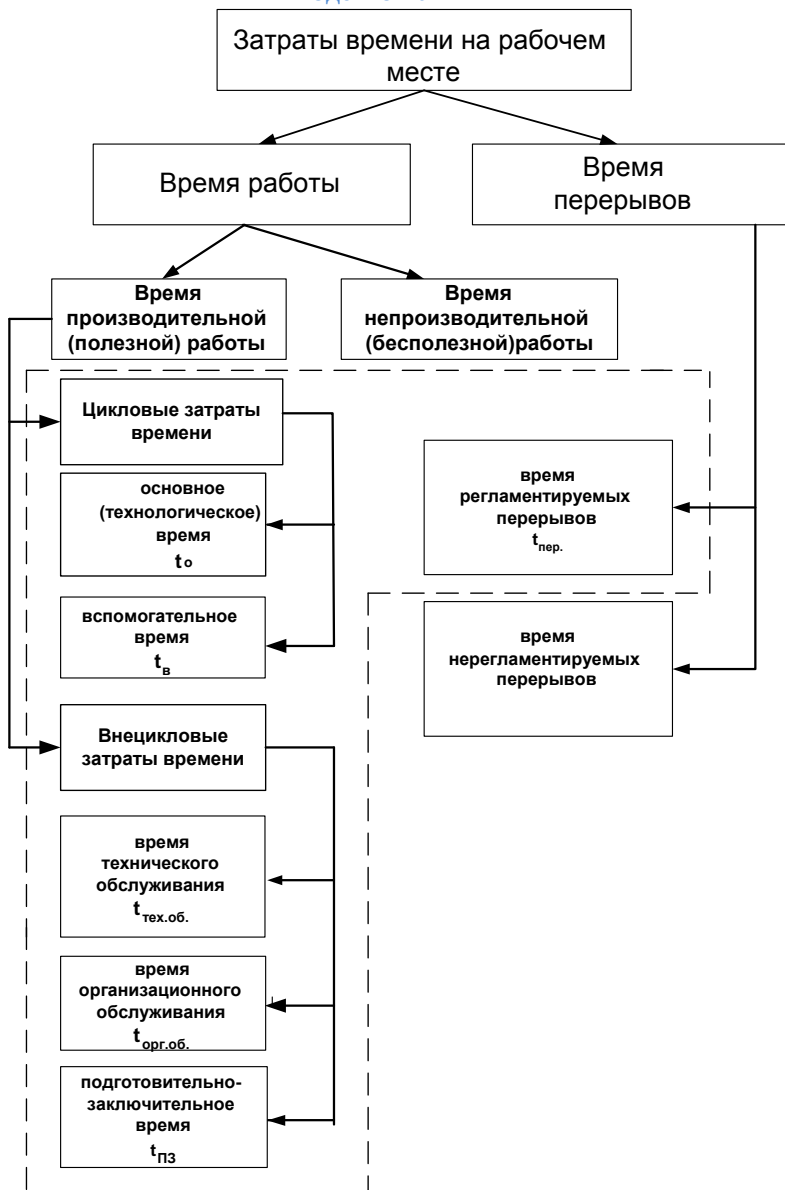 Затраты времени на рабочем
месте
Время работы
Время
перерывов
Время
производительной
(полезной) работы
Время
непроизводительной
(бесполезной)работы
Цикловые затраты
времени
основное
(технологическое)
время
to
вспомогательное
время
tв
время
регламентируемых
перерывов
tпер.
время
нерегламентируемых
перерывов
Внецикловые
затраты времени
время
технического
обслуживания
tтех.об.
время
организационного
обслуживания
tорг.об.
подготовительно-
заключительное
время
tПЗ